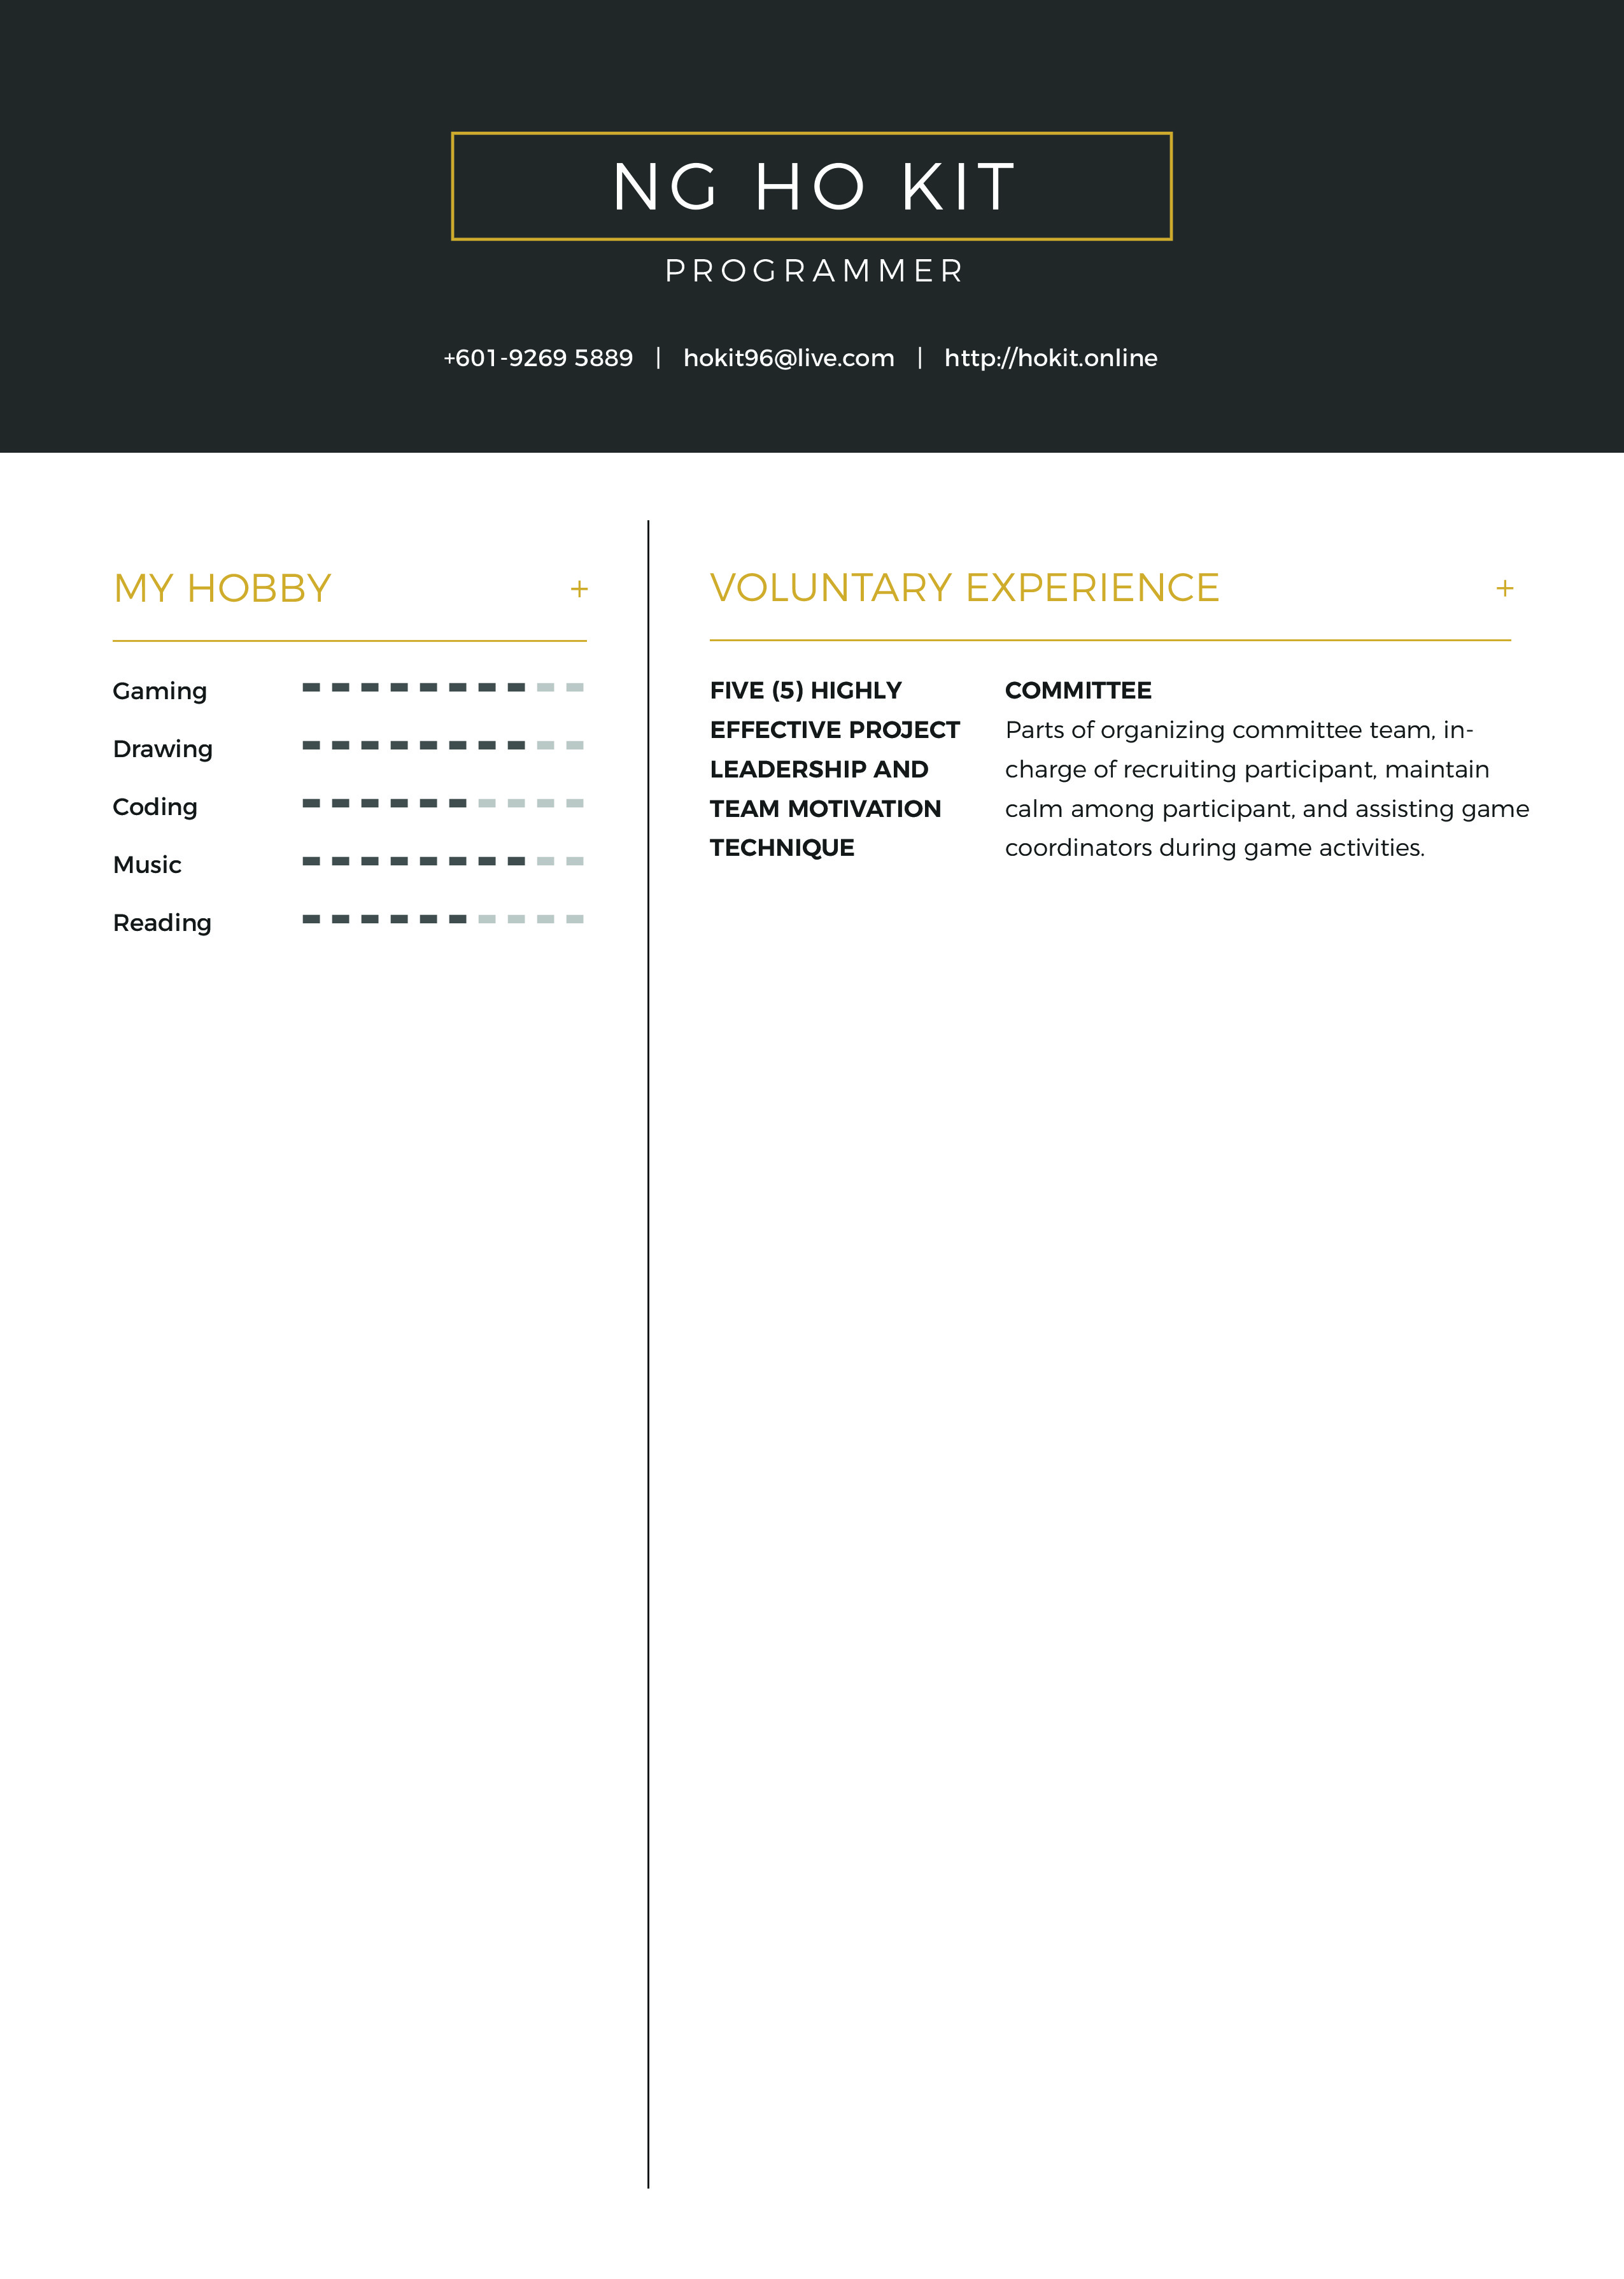 NG HO KIT
PROGRAMMER
+601-9269 5889 | hokit96@live.com | http://hokit.online
MY HOBBY +
Gaming
Drawing
Coding
Music
Reading
VOLUNTARY EXPERIENCE +
FIVE (5) HIGHLY
EFFECTIVE PROJECT
LEADERSHIP AND
TEAM MOTIVATION
TECHNIQUE
COMMITTEE
Parts of organizing committee team, in-
charge of recruiting participant, maintain
calm among participant, and assisting game
coordinators during game activities.